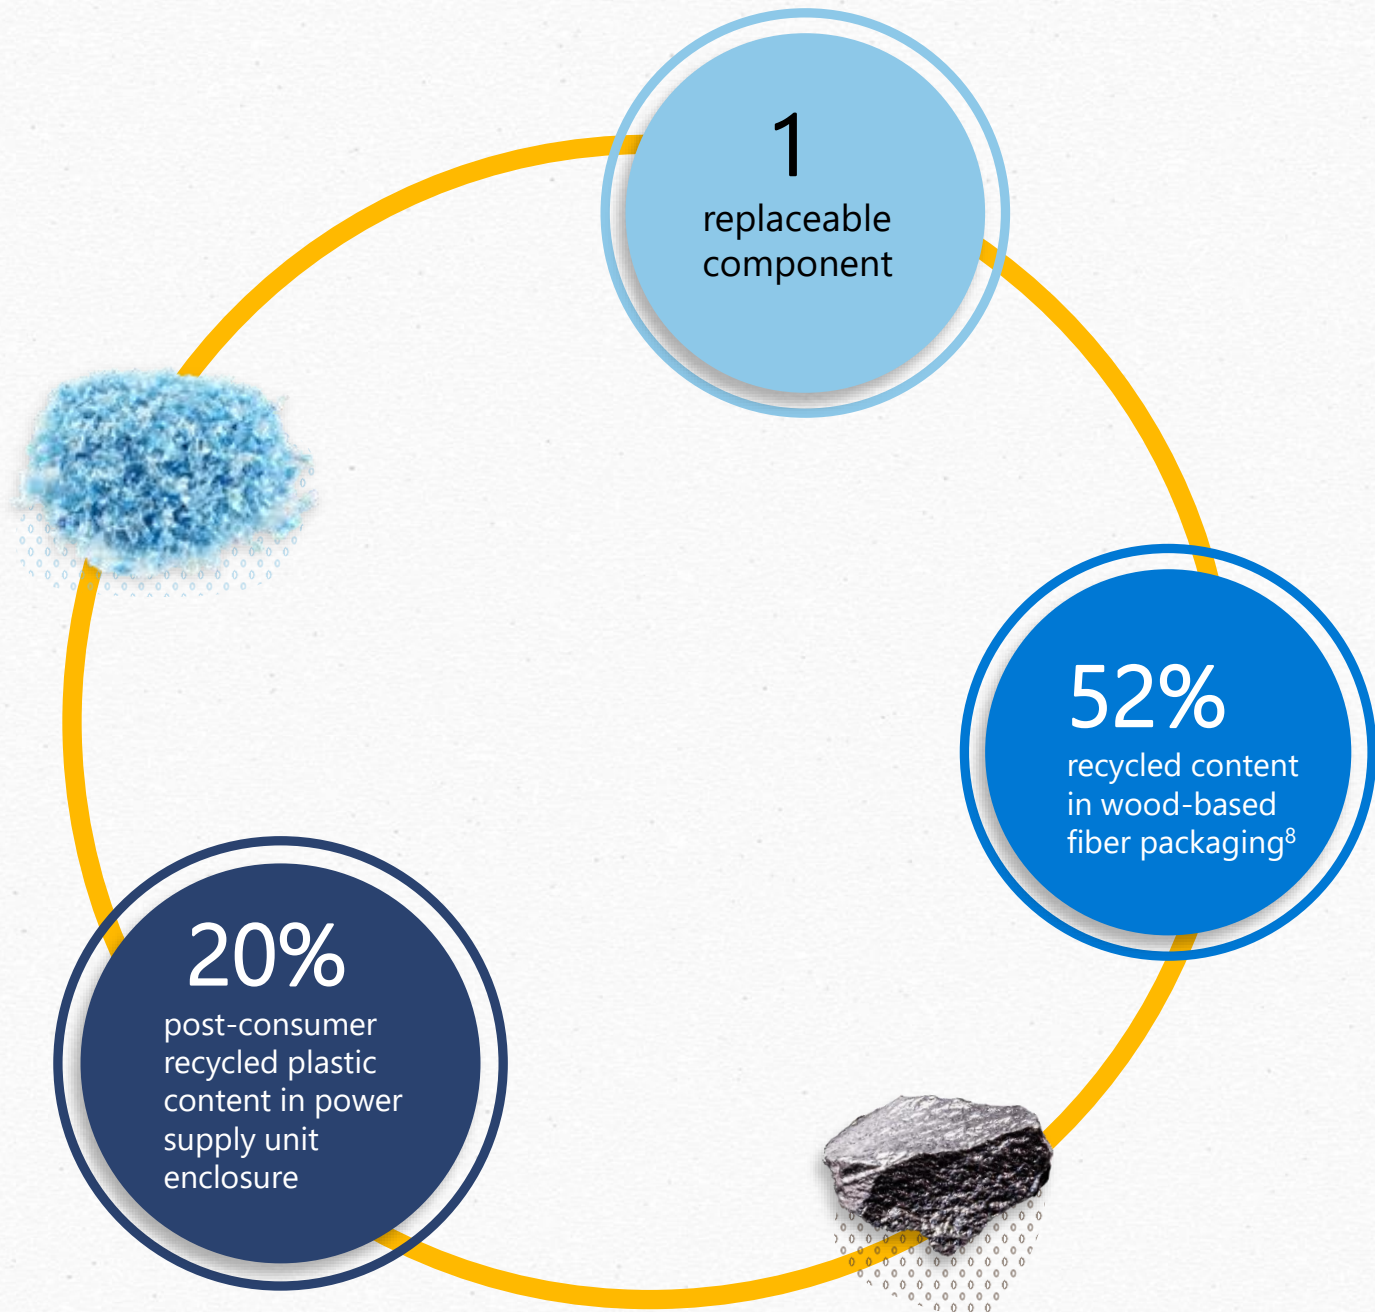 1
replaceable
component
52%
recycled content
in wood-based
fiber packaging⁸
20%
post-consumer
recycled plastic
content in power
supply unit
enclosure